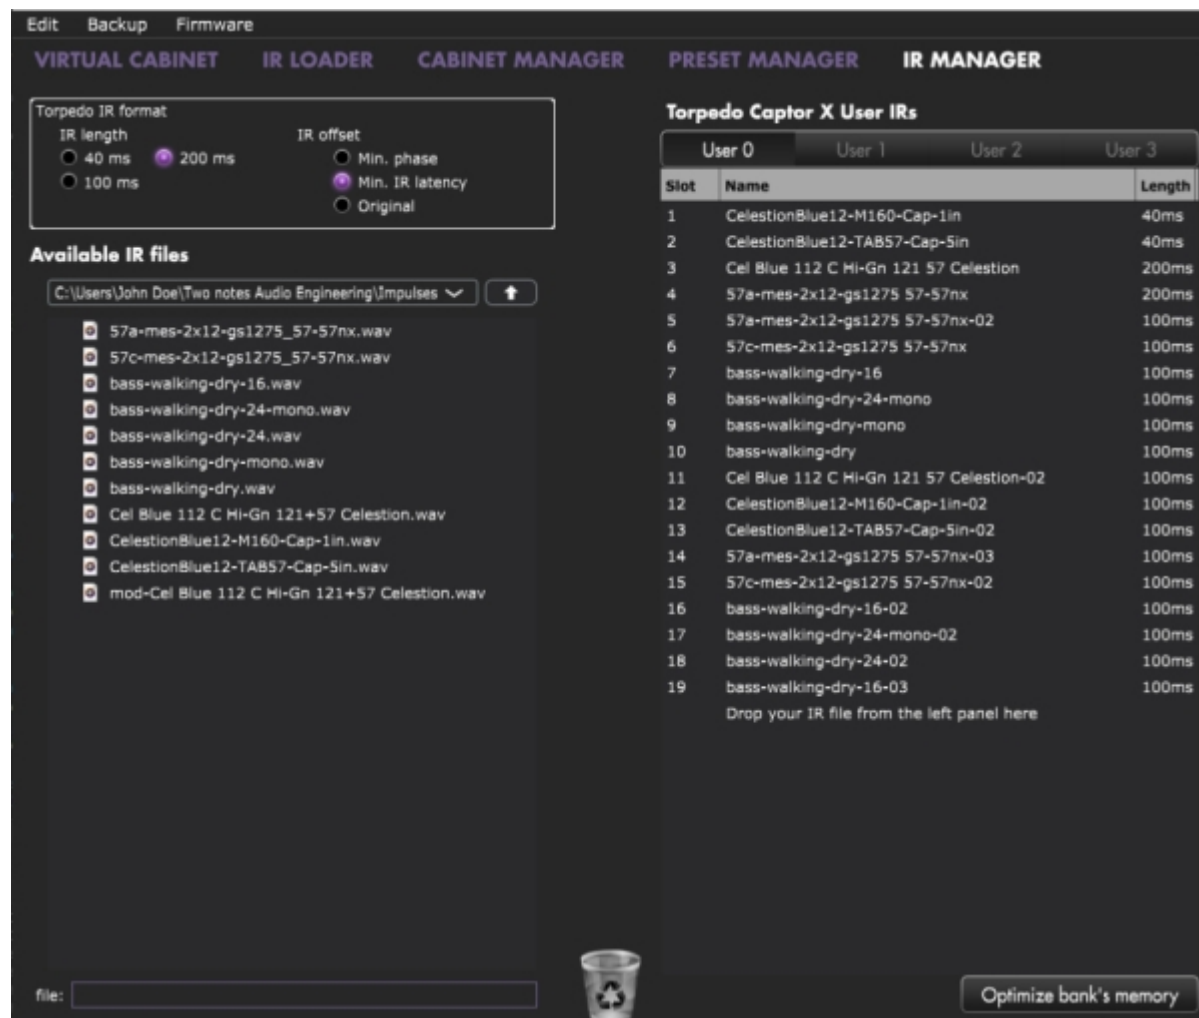 Edit Backup Firmware
VIRTUAL CABINET IR LOADER CABINET MANAGER PRESET MANAGER IR MANAGER
Torpedo IR format
IR length IR offset
40 ms 200 ms Min. phase
100 ms Min. IR latency
Original
Available IR files
C:\Users\John Doe\Two notes Audio Engineering\Impulses
57a-mes-2x12-gs1275_57-57nx.wav
57c-mes-2x12-gs1275_57-57nx.wav
bass-walking-dry-16.wav
bass-walking-dry-24-mono.wav
bass-walking-dry-24.wav
bass-walking-dry-mono.wav
bass-walking-dry.wav
Cel Blue 112 C Hi-Gn 121+57 Celestion.wav
CelestionBlue12-M160-Cap-1in.wav
CelestionBlue12-TAB57-Cap-5in.wav
mod-Cel Blue 112 C Hi-Gn 121+57 Celestion.wav
file:
Torpedo Captor X User IRs
User 0 User 1 User 2 User 3
Slot Name Length
1 CelestionBlue12-M160-Cap-1in 40ms
2 CelestionBlue12-TAB57-Cap-5in 40ms
3 Cel Blue 112 C Hi-Gn 121 57 Celestion 200ms
4 57a-mes-2x12-gs1275 57-57nx 200ms
5 57a-mes-2x12-gs1275 57-57nx-02 100ms
6 57c-mes-2x12-gs1275 57-57nx 100ms
7 bass-walking-dry-16 100ms
8 bass-walking-dry-24-mono 100ms
9 bass-walking-dry-mono 100ms
10 bass-walking-dry 100ms
11 Cel Blue 112 C Hi-Gn 121 57 Celestion-02 100ms
12 CelestionBlue12-M160-Cap-1in-02 100ms
13 CelestionBlue12-TAB57-Cap-5in-02 100ms
14 57a-mes-2x12-gs1275 57-57nx-03 100ms
15 57c-mes-2x12-gs1275 57-57nx-02 100ms
16 bass-walking-dry-16-02 100ms
17 bass-walking-dry-24-mono-02 100ms
18 bass-walking-dry-24-02 100ms
19 bass-walking-dry-16-03 100ms
Drop your IR file from the left panel here
Optimize bank's memory